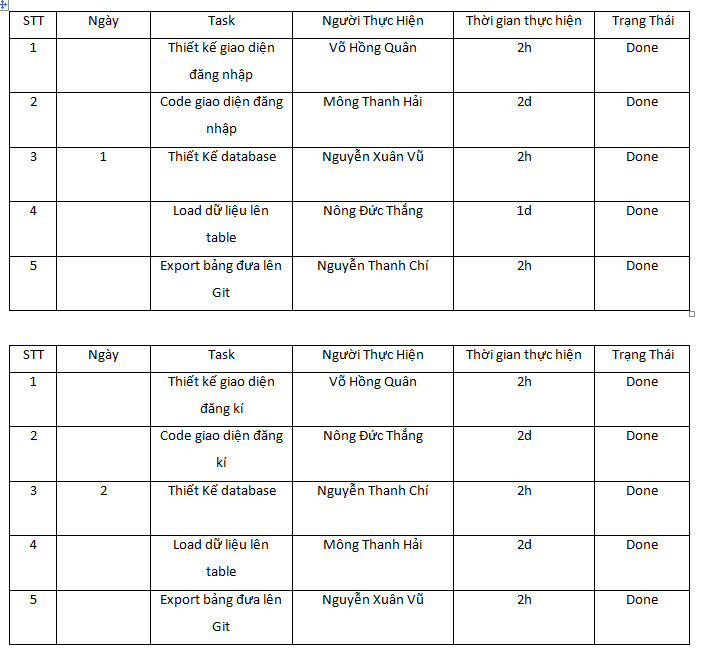 STT Ngày Task Người Thực Hiện Thời gian thực hiện Trạng Thái
1 Thiết kế giao diện Võ Hồng Quân 2h Done
đăng nhập
2 Code giao diện đăng Mông Thanh Hải 2d Done
nhập
3 1 Thiết Kế database Nguyễn Xuân Vũ 2h Done
4 Load dữ liệu lên Nông Đức Thắng 1d Done
table
5 Export bảng đưa lên Nguyễn Thanh Chí 2h Done
Git
STT Ngày Task Người Thực Hiện Thời gian thực hiện Trạng Thái
1 Thiết kế giao diện Võ Hồng Quân 2h Done
đăng kí
2 Code giao diện đăng Nông Đức Thắng 2d Done
kí
3 2 Thiết Kế database Nguyễn Thanh Chí 2h Done
4 Load dữ liệu lên Mông Thanh Hải 2d Done
table
5 Export bảng đưa lên Nguyễn Xuân Vũ 2h Done
Git